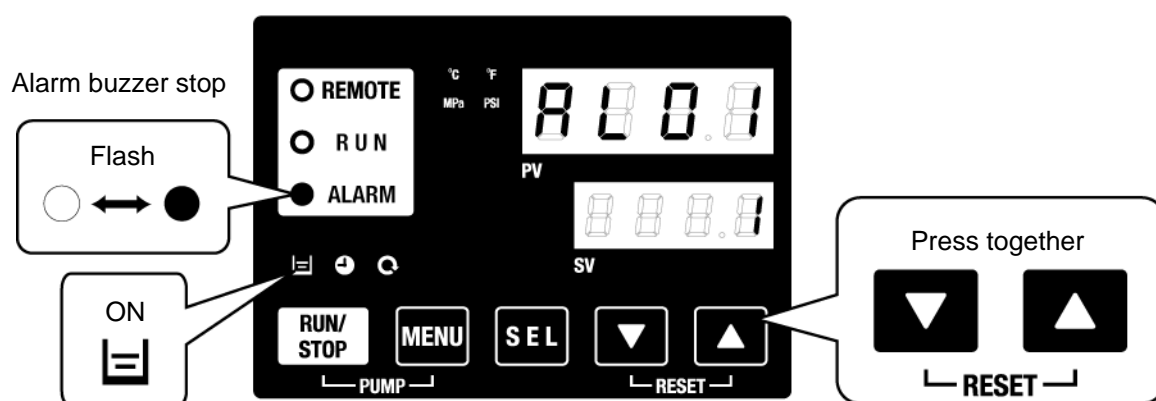 Alarm buzzer stop
Flash
ON
REMOTE
RUN
ALARM
°C °F
MPa PSI
AL01
PV
1
SV
RUN/
STOP
MENU
SEL
PUMP
RESET
Press together
RESET